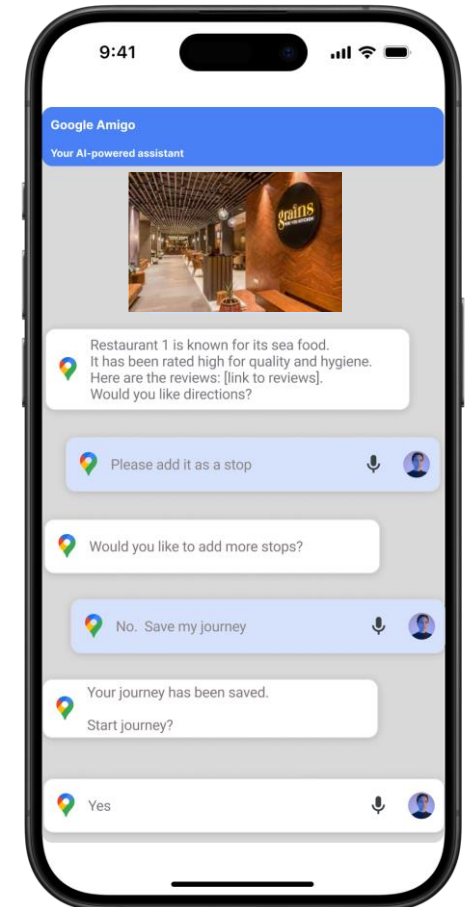 9:41
Google Amigo
Your AI-powered assistant
grains
Restaurant 1 is known for its sea food.
It has been rated high for quality and hygiene.
Here are the reviews: [link to reviews].
Would you like directions?
Please add it as a stop
Would you like to add more stops?
No.  Save my journey
Your journey has been saved.
Start journey?
Yes